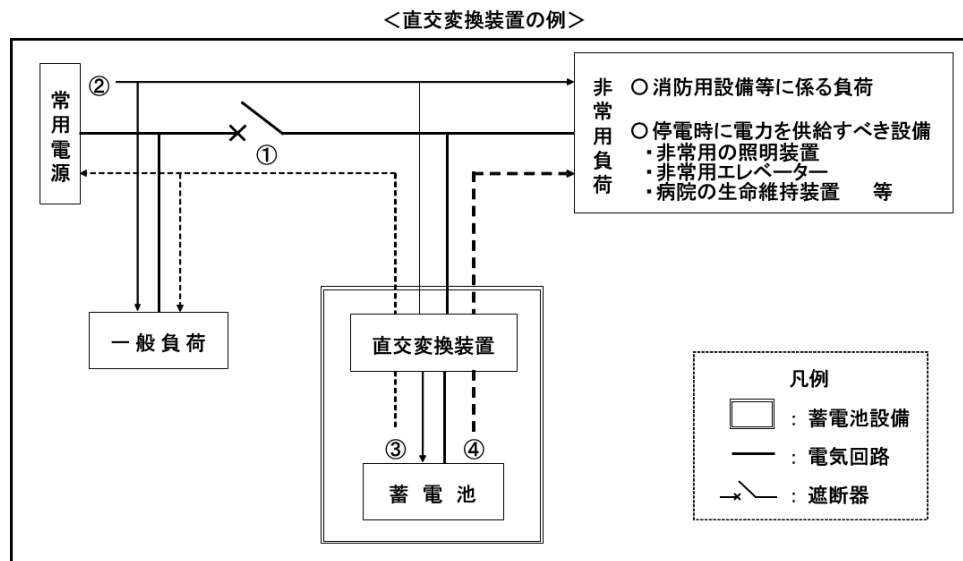 ＜直交変換装置の例＞
常用電源
②
①
非常用負荷
○消防用設備等に係る負荷
○停電時に電力を供給すべき設備
・非常用の照明装置
・非常用エレベーター
・病院の生命維持装置　等
一般負荷
直交変換装置
③
④
蓄電池
凡例
：蓄電池設備
：電気回路
：遮断器